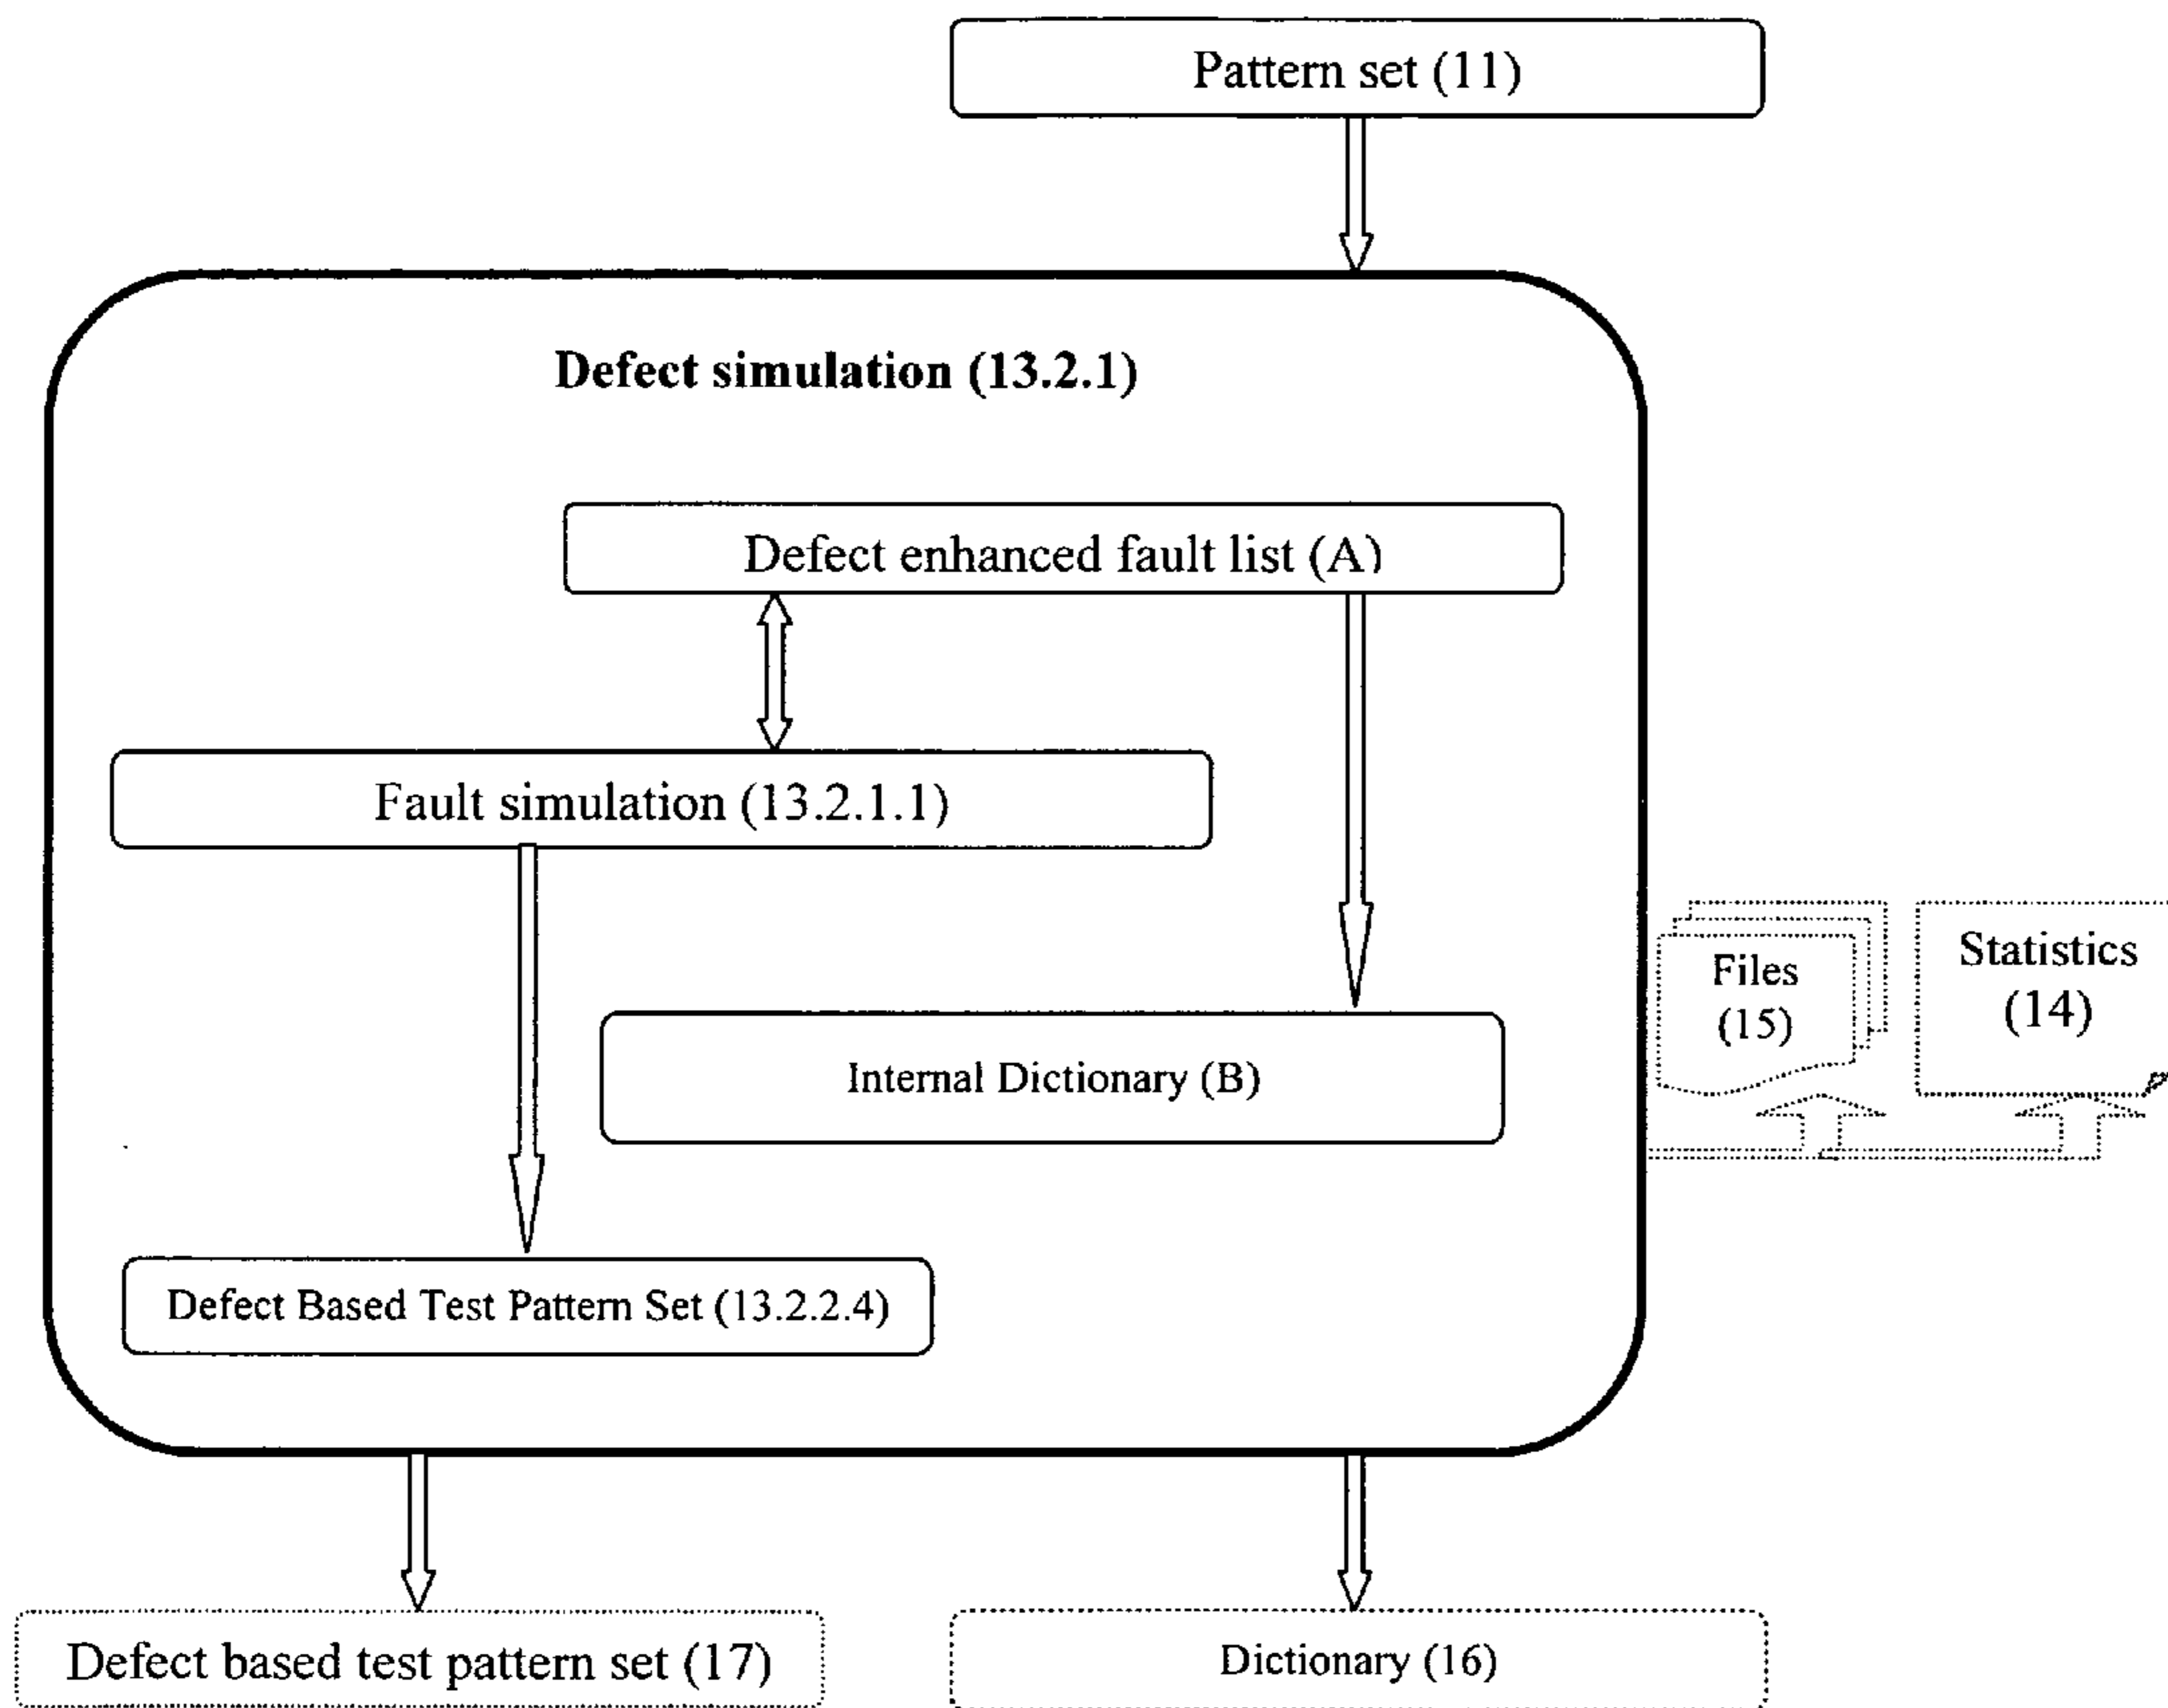 Pattern set (11)
Defect simulation (13.2.1)
Defect enhanced fault list (A)
Fault simulation (13.2.1.1)
Files
(15)
Statistics
(14)
Internal Dictionary (B)
Defect Based Test Pattern Set (13.2.2.4)
Defect based test pattern set (17)
Dictionary (16)